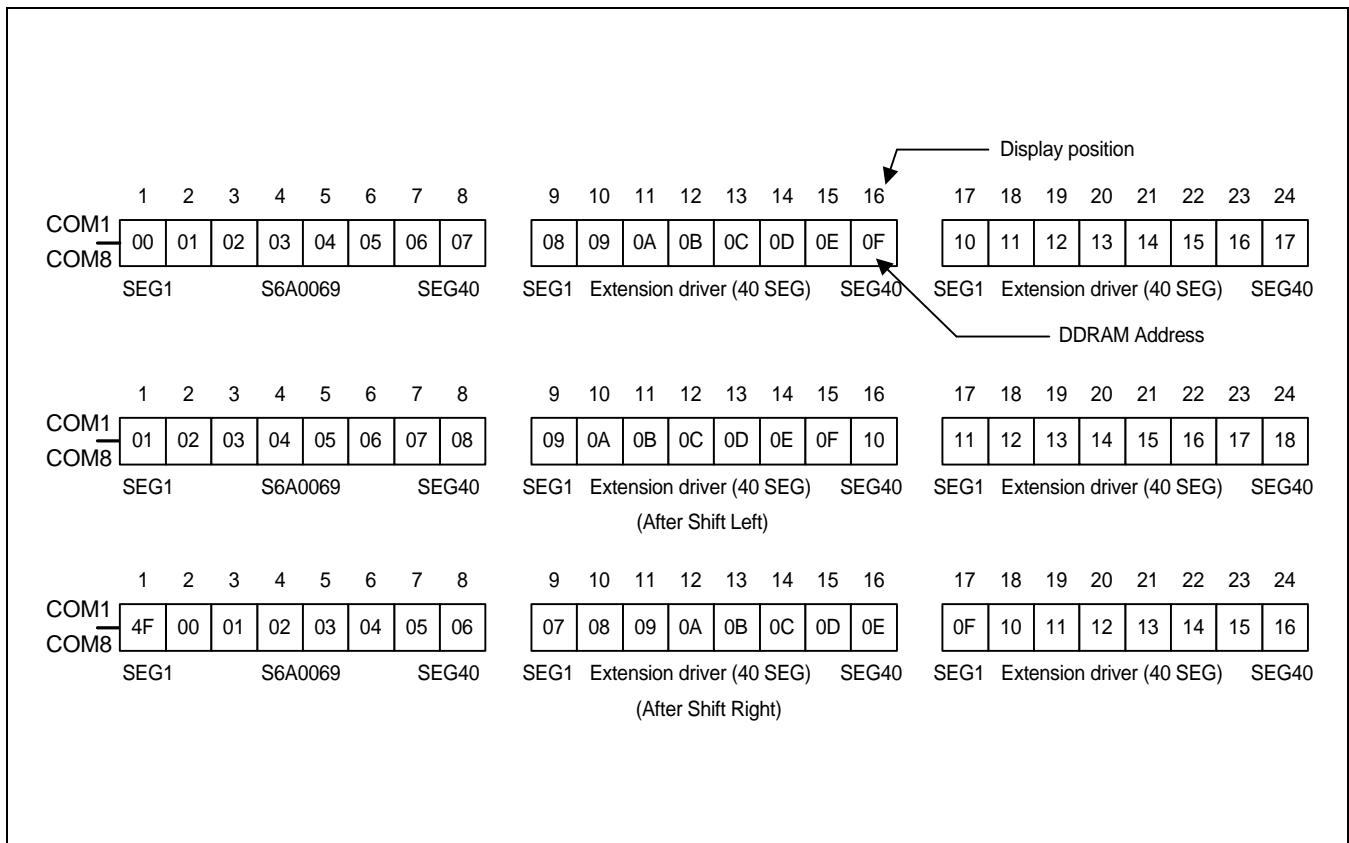 Display position
1 2 3 4 5 6 7 8 9 10 11 12 13 14 15 16 17 18 19 20 21 22 23 24
COM1
00 01 02 03 04 05 06 07 08 09 0A 0B 0C 0D 0E 0F 10 11 12 13 14 15 16 17
COM8
SEG1 S6A0069 SEG40 SEG1 Extension driver (40 SEG) SEG40 SEG1 Extension driver (40 SEG) SEG40
DDRAM Address
1 2 3 4 5 6 7 8 9 10 11 12 13 14 15 16 17 18 19 20 21 22 23 24
COM1
01 02 03 04 05 06 07 08 09 0A 0B 0C 0D 0E 0F 10 11 12 13 14 15 16 17 18
COM8
SEG1 S6A0069 SEG40 SEG1 Extension driver (40 SEG) SEG40 SEG1 Extension driver (40 SEG) SEG40
(After Shift Left)
1 2 3 4 5 6 7 8 9 10 11 12 13 14 15 16 17 18 19 20 21 22 23 24
COM1
4F 00 01 02 03 04 05 06 07 08 09 0A 0B 0C 0D 0E 0F 10 11 12 13 14 15 16
COM8
SEG1 S6A0069 SEG40 SEG1 Extension driver (40 SEG) SEG40 SEG1 Extension driver (40 SEG) SEG40
(After Shift Right)